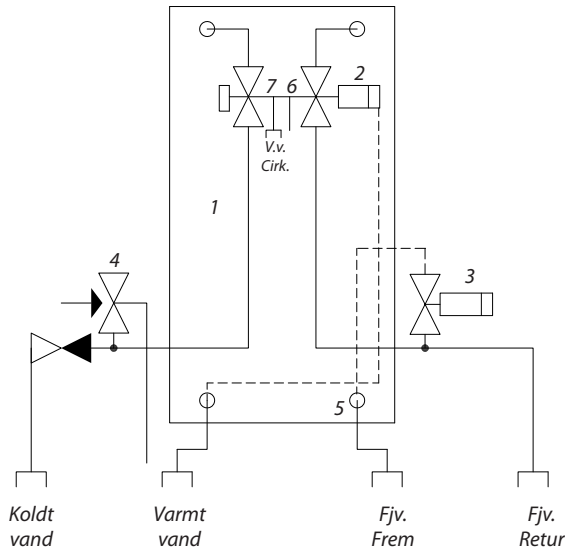 2
7 6
V.v.
Cirk.
1
4
3
5
Koldt
vand
Varmt
vand
Fjv.
Frem
Fjv.
Retur